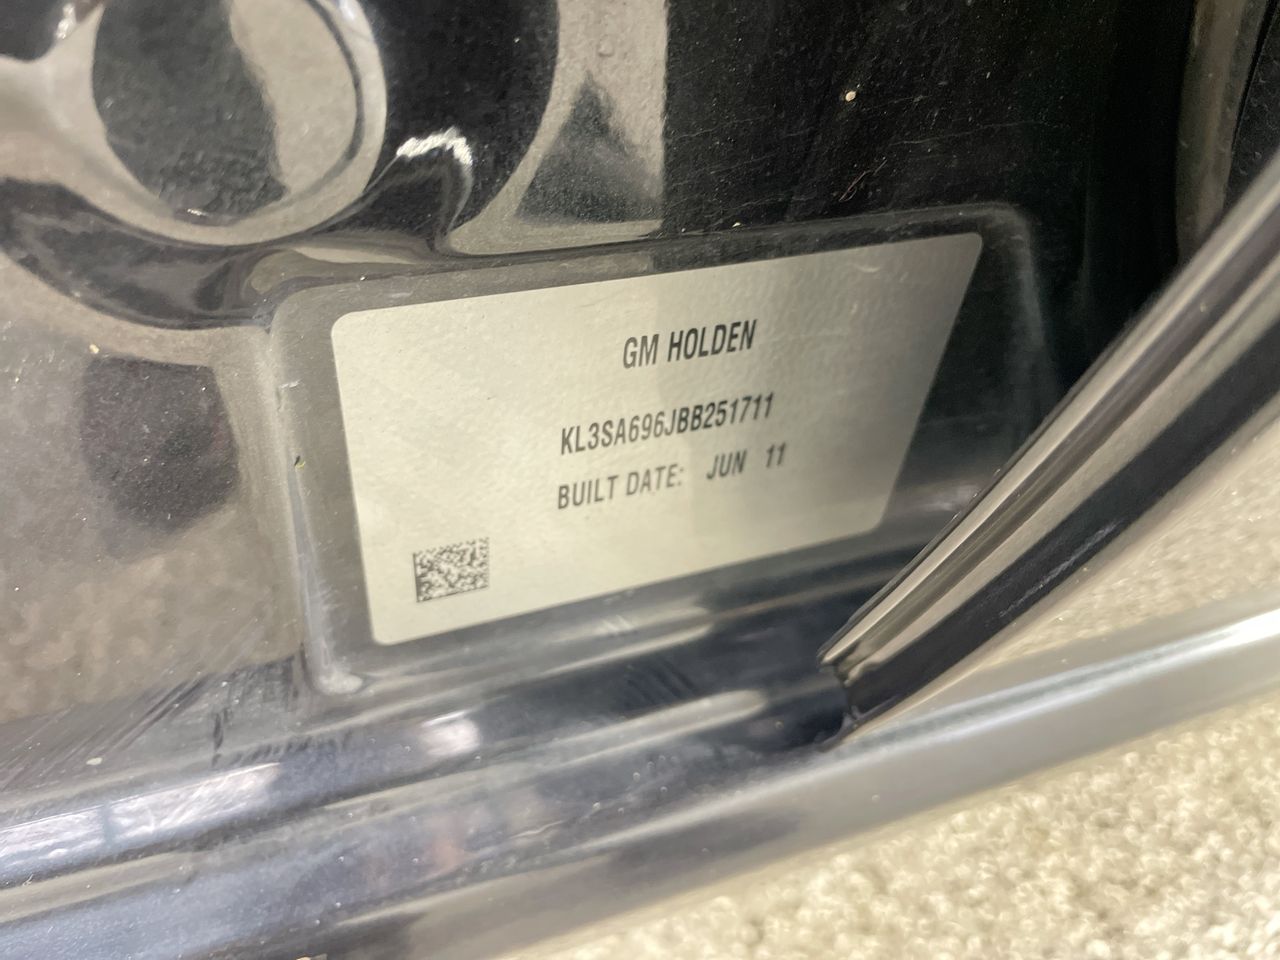 GM HOLDEN
KL3SA696JBB251711
BUILT DATE: JUN 11